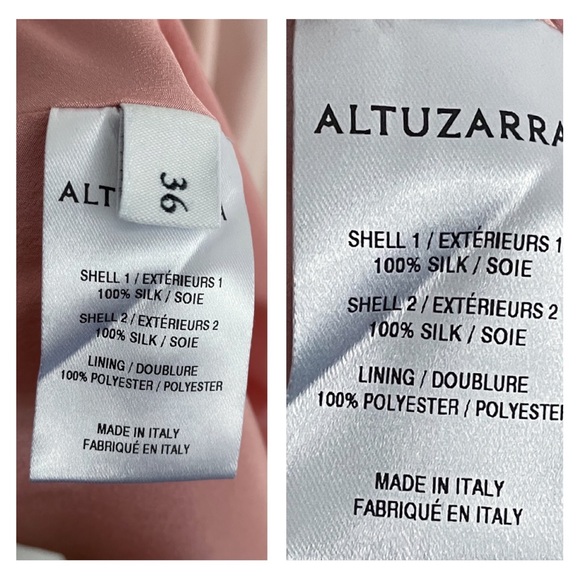 36
ALT
SHELL 1 / EXTÉRIEURS 1
100% SILK / SOIE
SHELL 2 / EXTÉRIEURS 2
100% SILK / SOIE
LINING / DOUBLURE
100% POLYESTER / POLYESTER
MADE IN ITALY
FABRIQUÉ EN ITALY
ALTUZARRA
SHELL 1 / EXTÉRIEURS 1
100% SILK / SOIE
SHELL 2 / EXTÉRIEURS 2
100% SILK / SOIE
LINING / DOUBLURE
100% POLYESTER / POLYESTE
MADE IN ITALY
FABRIQUÉ EN ITALY